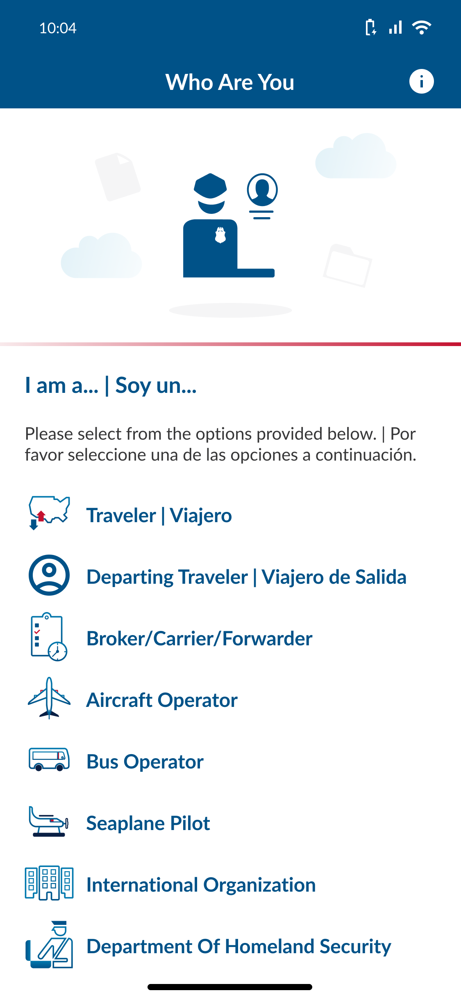 10:04
Who Are You
I am a... | Soy un...
Please select from the options provided below. | Por
favor seleccione una de las opciones a continuación.
Traveler | Viajero
Departing Traveler | Viajero de Salida
Broker/Carrier/Forwarder
Aircraft Operator
Bus Operator
Seaplane Pilot
International Organization
Department Of Homeland Security